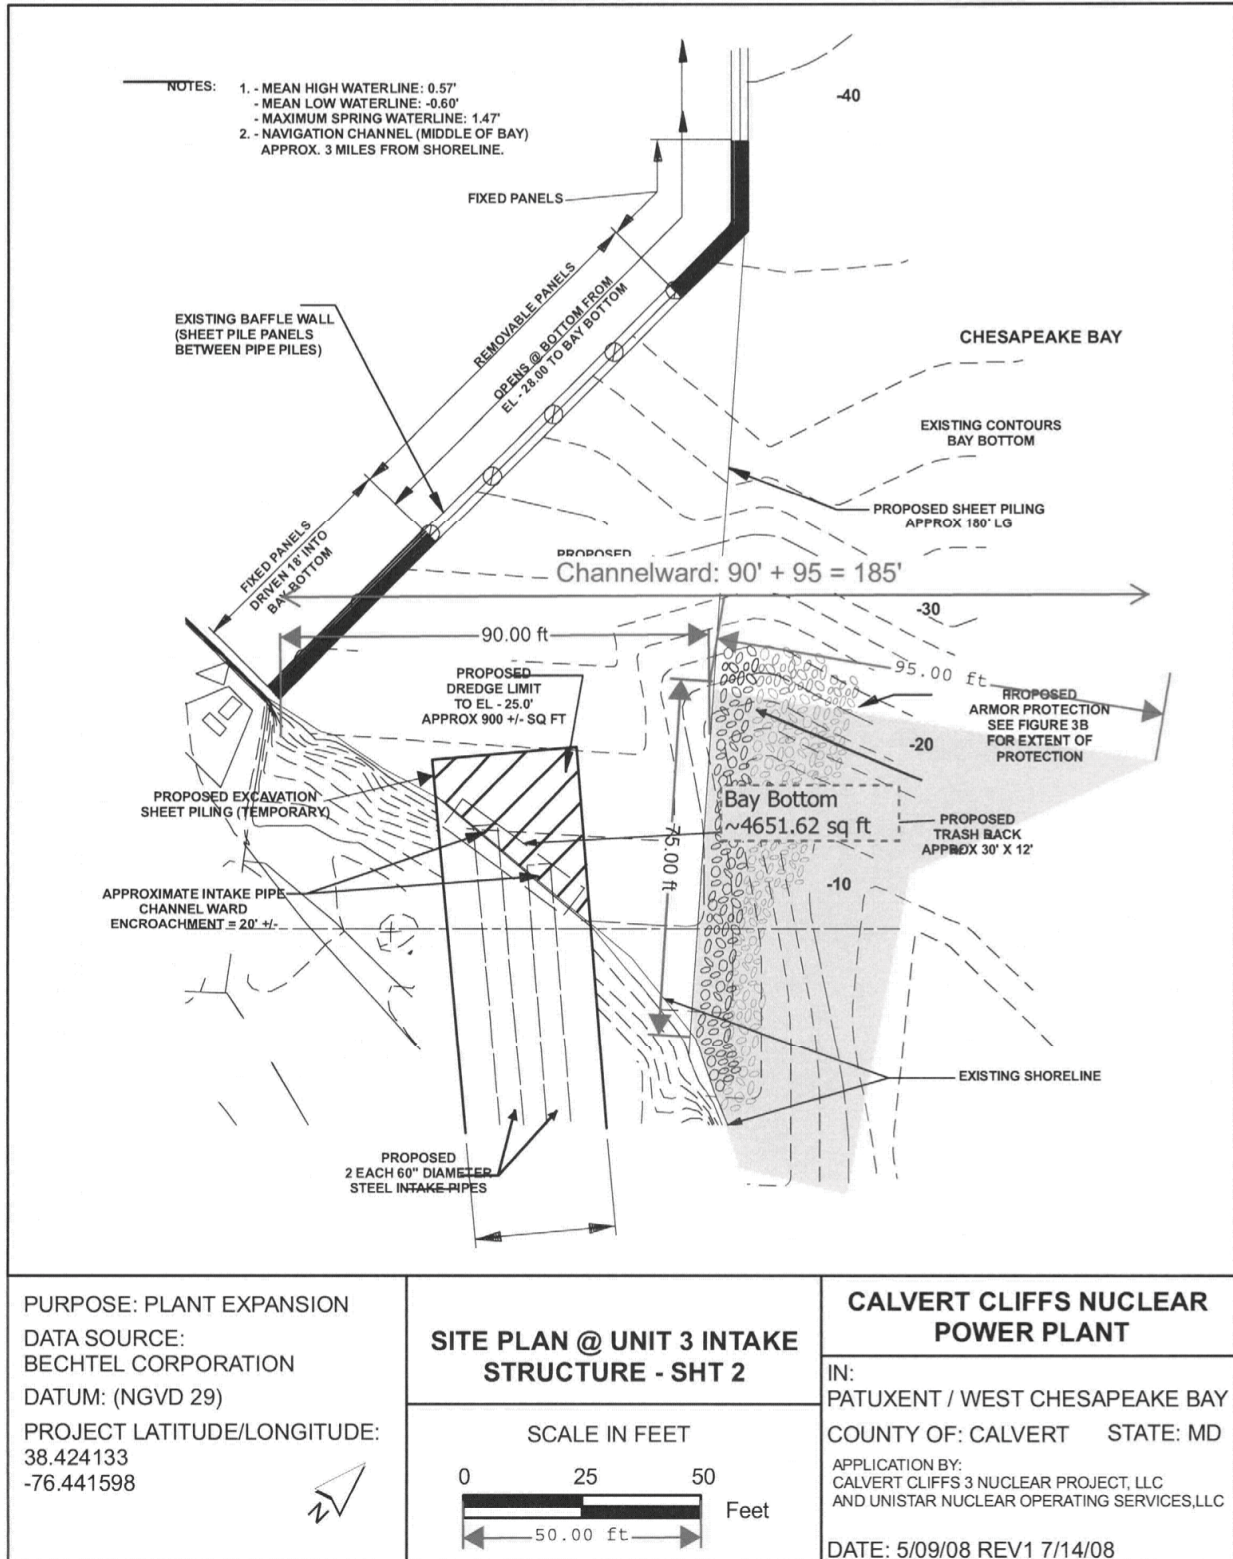 NOTES:
1. - MEAN HIGH WATERLINE: 0.57'
- MEAN LOW WATERLINE: -0.60'
- MAXIMUM SPRING WATERLINE: 1.47'
2. - NAVIGATION CHANNEL (MIDDLE OF BAY)
APPROX. 3 MILES FROM SHORELINE.
-40
FIXED PANELS
REMOVABLE PANELS
OPENS @ BOTTOM FROM
EL - 28.00 TO BAY BOTTOM
EXISTING BAFFLE WALL
(SHEET PILE PANELS
BETWEEN PIPE PILES)
CHESAPEAKE BAY
EXISTING CONTOURS
BAY BOTTOM
PROPOSED SHEET PILING
APPROX 180' LG
FIXED PANELS
DRIVEN 18' INTO
BAY BOTTOM
PROPOSED
Channelward: 90' + 95 = 185'
-30
90.00 ft
95.00 ft
PROPOSED
DREDGE LIMIT
TO EL - 25.0'
APPROX 900 +/- SQ FT
PROPOSED
ARMOR PROTECTION
SEE FIGURE 3B
FOR EXTENT OF
PROTECTION
-20
PROPOSED EXCAVATION
SHEET PILING (TEMPORARY)
Bay Bottom
~4651.62 sq ft
75.00 ft
PROPOSED
TRASH RACK
APPROX 30' X 12'
-10
APPROXIMATE INTAKE PIPE
CHANNEL WARD
ENCROACHMENT = 20' +/-
EXISTING SHORELINE
PROPOSED
2 EACH 60" DIAMETER
STEEL INTAKE PIPES
PURPOSE: PLANT EXPANSION
DATA SOURCE:
BECHTEL CORPORATION
DATUM: (NGVD 29)
PROJECT LATITUDE/LONGITUDE:
38.424133
-76.441598
N
SITE PLAN @ UNIT 3 INTAKE
STRUCTURE - SHT 2
SCALE IN FEET
0 25 50
Feet
50.00 ft
CALVERT CLIFFS NUCLEAR
POWER PLANT
IN:
PATUXENT / WEST CHESAPEAKE BAY
COUNTY OF: CALVERT STATE: MD
APPLICATION BY:
CALVERT CLIFFS 3 NUCLEAR PROJECT, LLC
AND UNISTAR NUCLEAR OPERATING SERVICES,LLC
DATE: 5/09/08 REV1 7/14/08